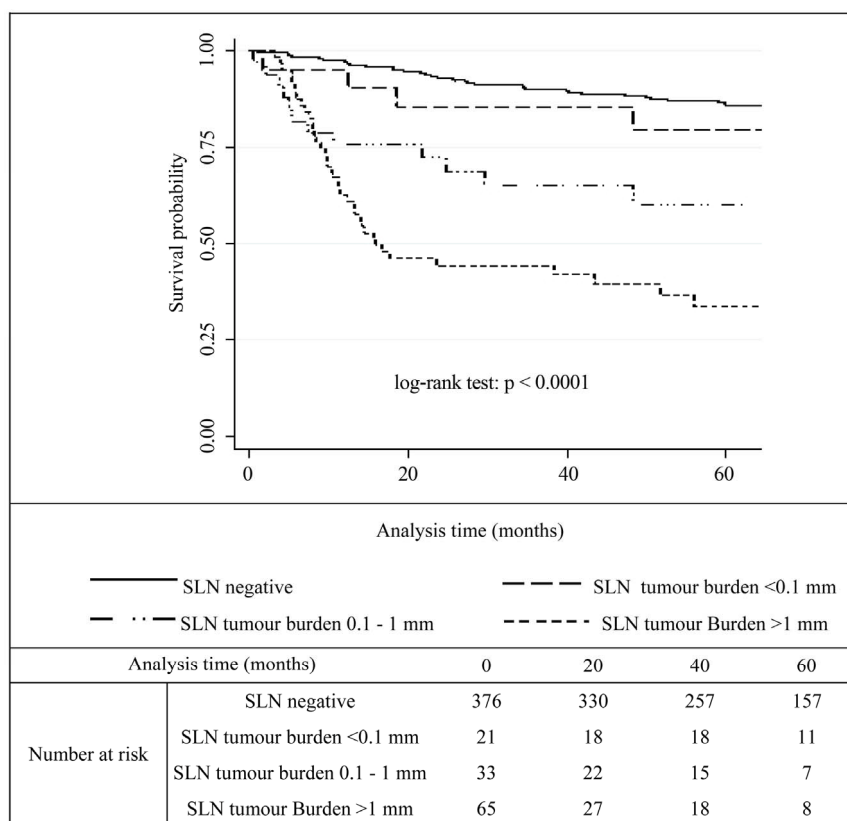 1.00
0.75
0.50
0.25
0.00
Survival probability
log-rank test: p < 0.0001
0 20 40 60
Analysis time (months)
SLN negative
SLN tumour burden <0.1 mm
SLN tumour burden 0.1 - 1 mm
SLN tumour Burden >1 mm
Analysis time (months) 0 20 40 60
Number at risk
SLN negative 376 330 257 157
SLN tumour burden <0.1 mm 21 18 18 11
SLN tumour burden 0.1 - 1 mm 33 22 15 7
SLN tumour Burden >1 mm 65 27 18 8